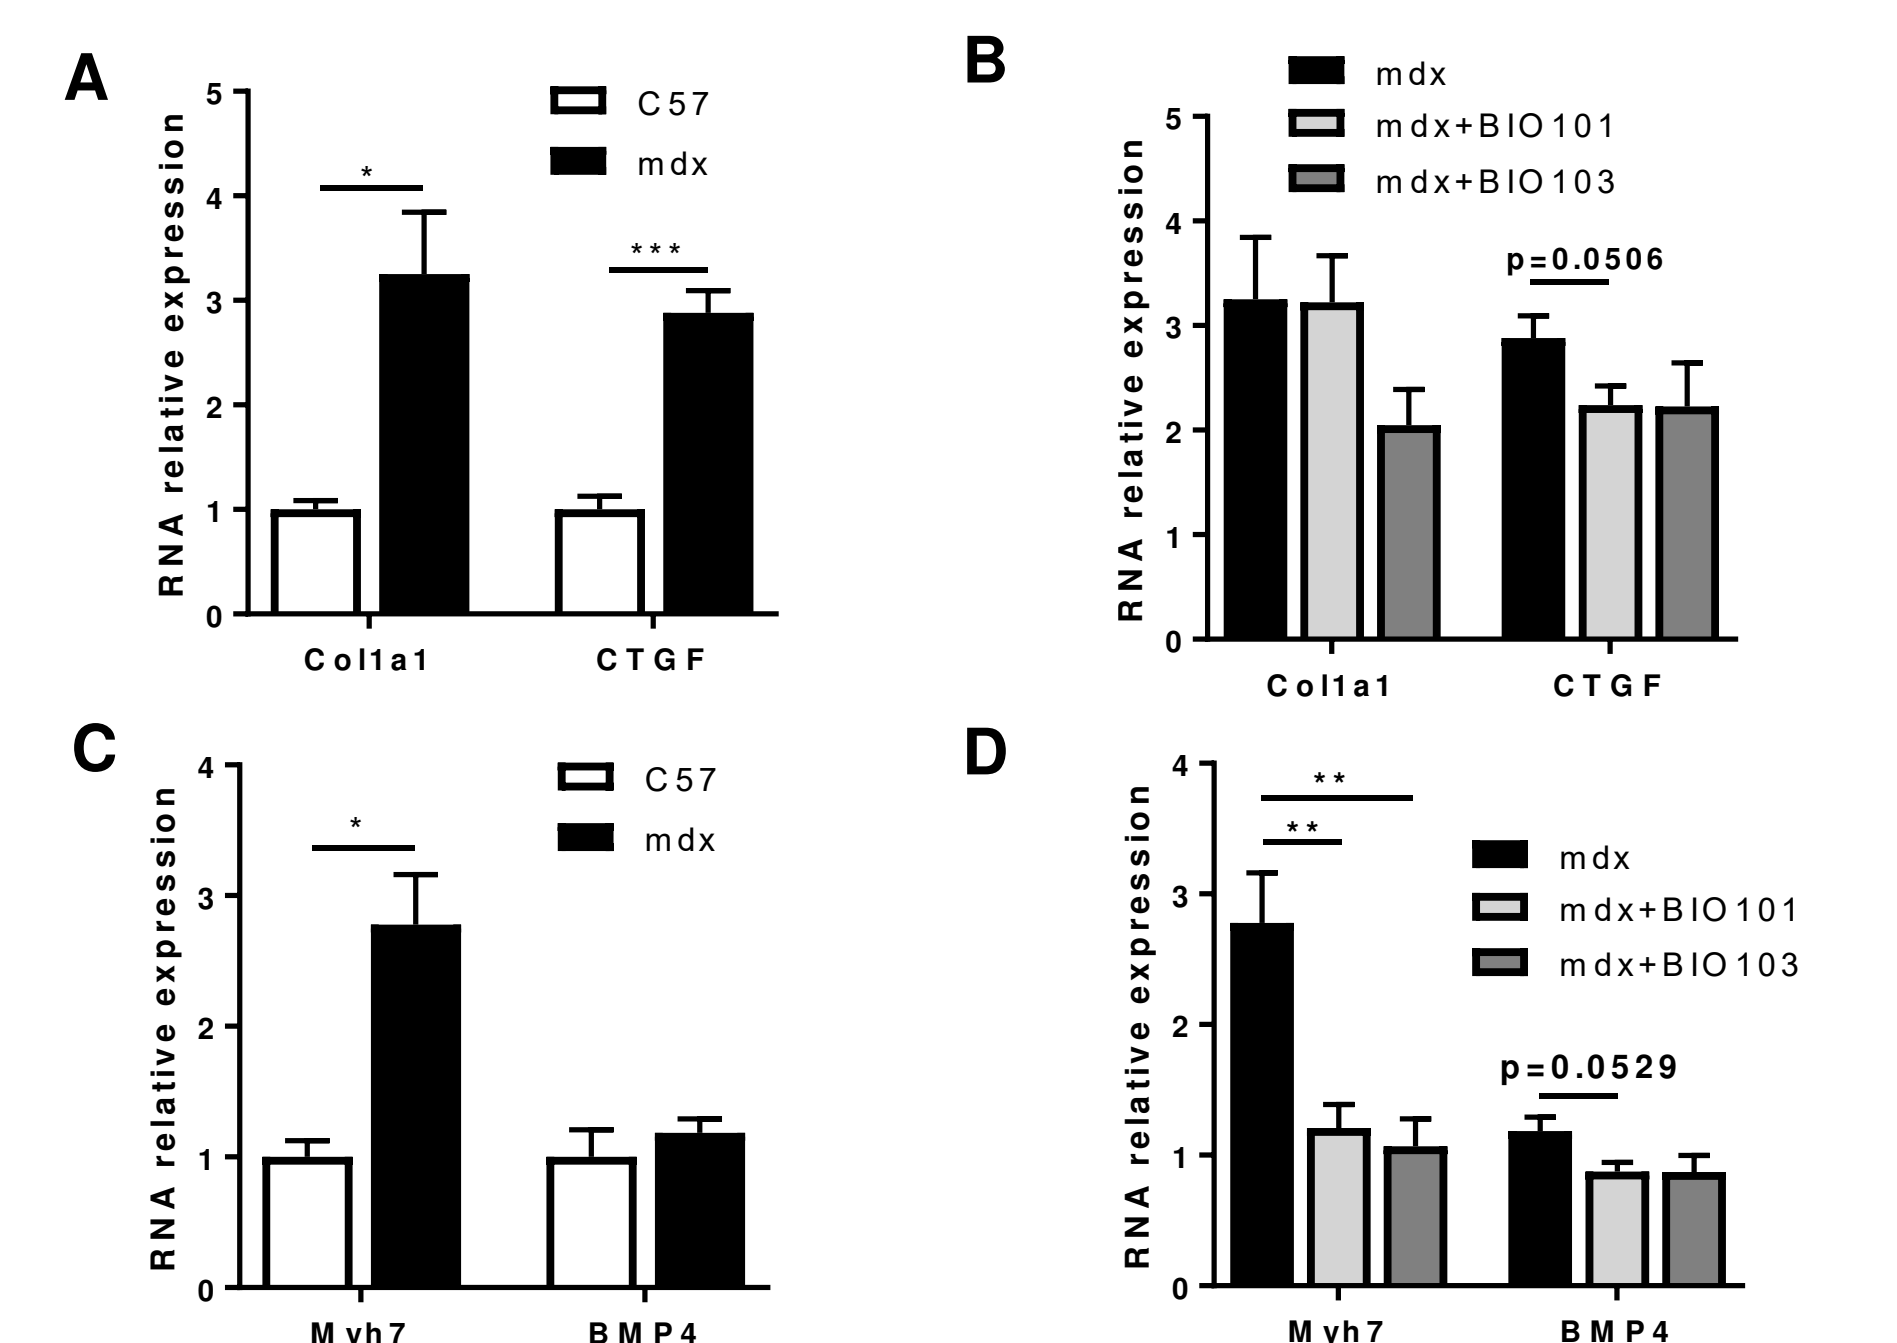 A
RNA relative expression
5
4
3
2
1
0
C57
mdx
*
***
Col1a1
CTGF
B
RNA relative expression
5
4
3
2
1
0
mdx
mdx+BIO101
mdx+BIO103
p=0.0506
Col1a1
CTGF
C
RNA relative expression
4
3
2
1
0
C57
mdx
*
Myh7
BMP4
D
RNA relative expression
4
3
2
1
0
**
**
mdx
mdx+BIO101
mdx+BIO103
p=0.0529
Myh7
BMP4